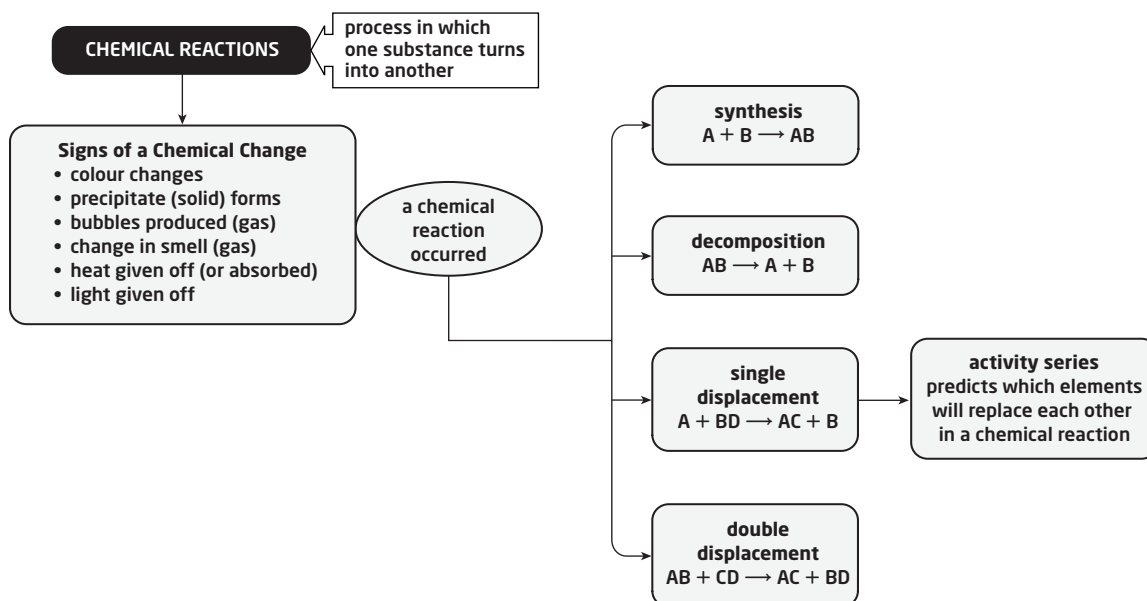 CHEMICAL REACTIONS
process in which
one substance turns
into another
Signs of a Chemical Change
• colour changes
• precipitate (solid) forms
• bubbles produced (gas)
• change in smell (gas)
• heat given off (or absorbed)
• light given off
a chemical
reaction
occurred
synthesis
A + B ⟶ AB
decomposition
AB ⟶ A + B
single
displacement
A + BD ⟶ AC + B
activity series
predicts which elements
will replace each other
in a chemical reaction
double
displacement
AB + CD ⟶ AC + BD